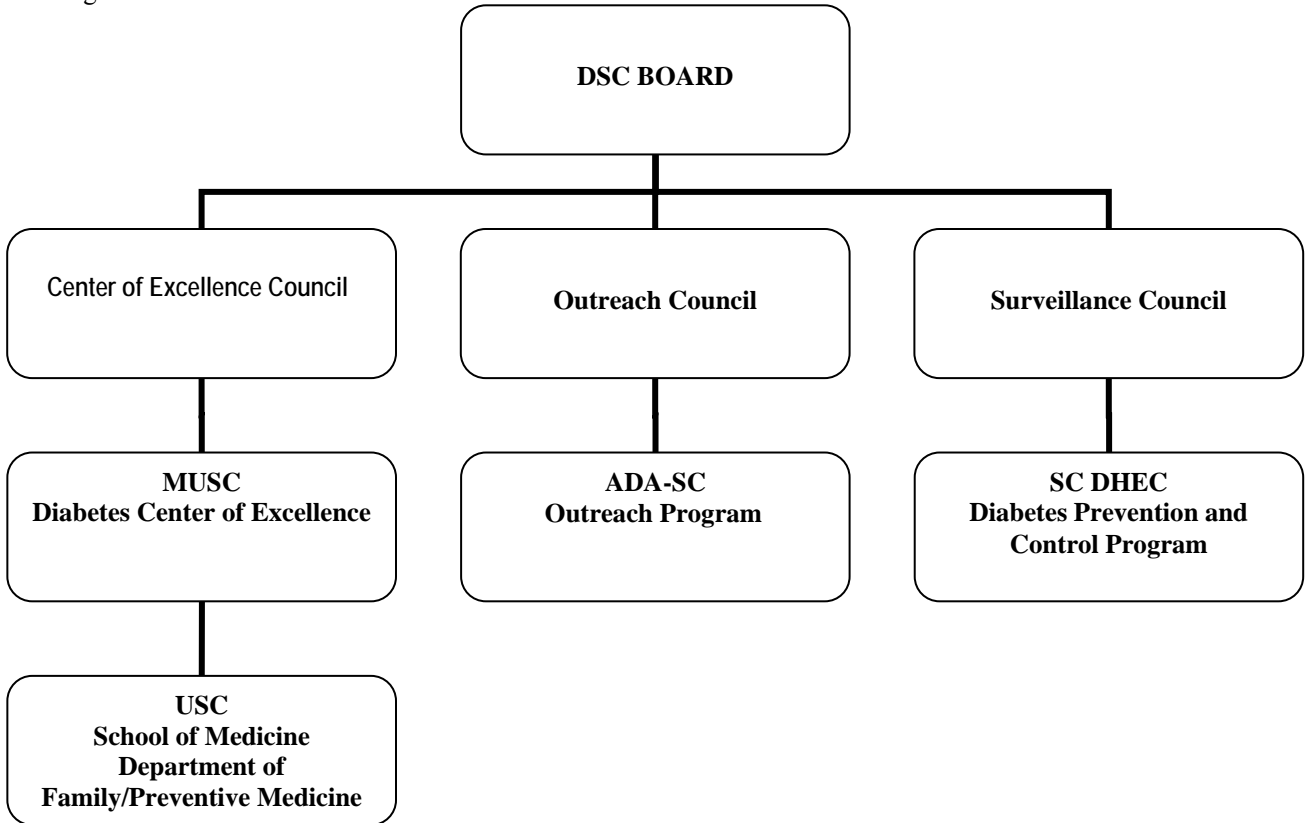 DSC BOARD
Center of Excellence Council
Outreach Council
Surveillance Council
MUSC
Diabetes Center of Excellence
ADA-SC
Outreach Program
SC DHEC
Diabetes Prevention and
Control Program
USC
School of Medicine
Department of
Family/Preventive Medicine